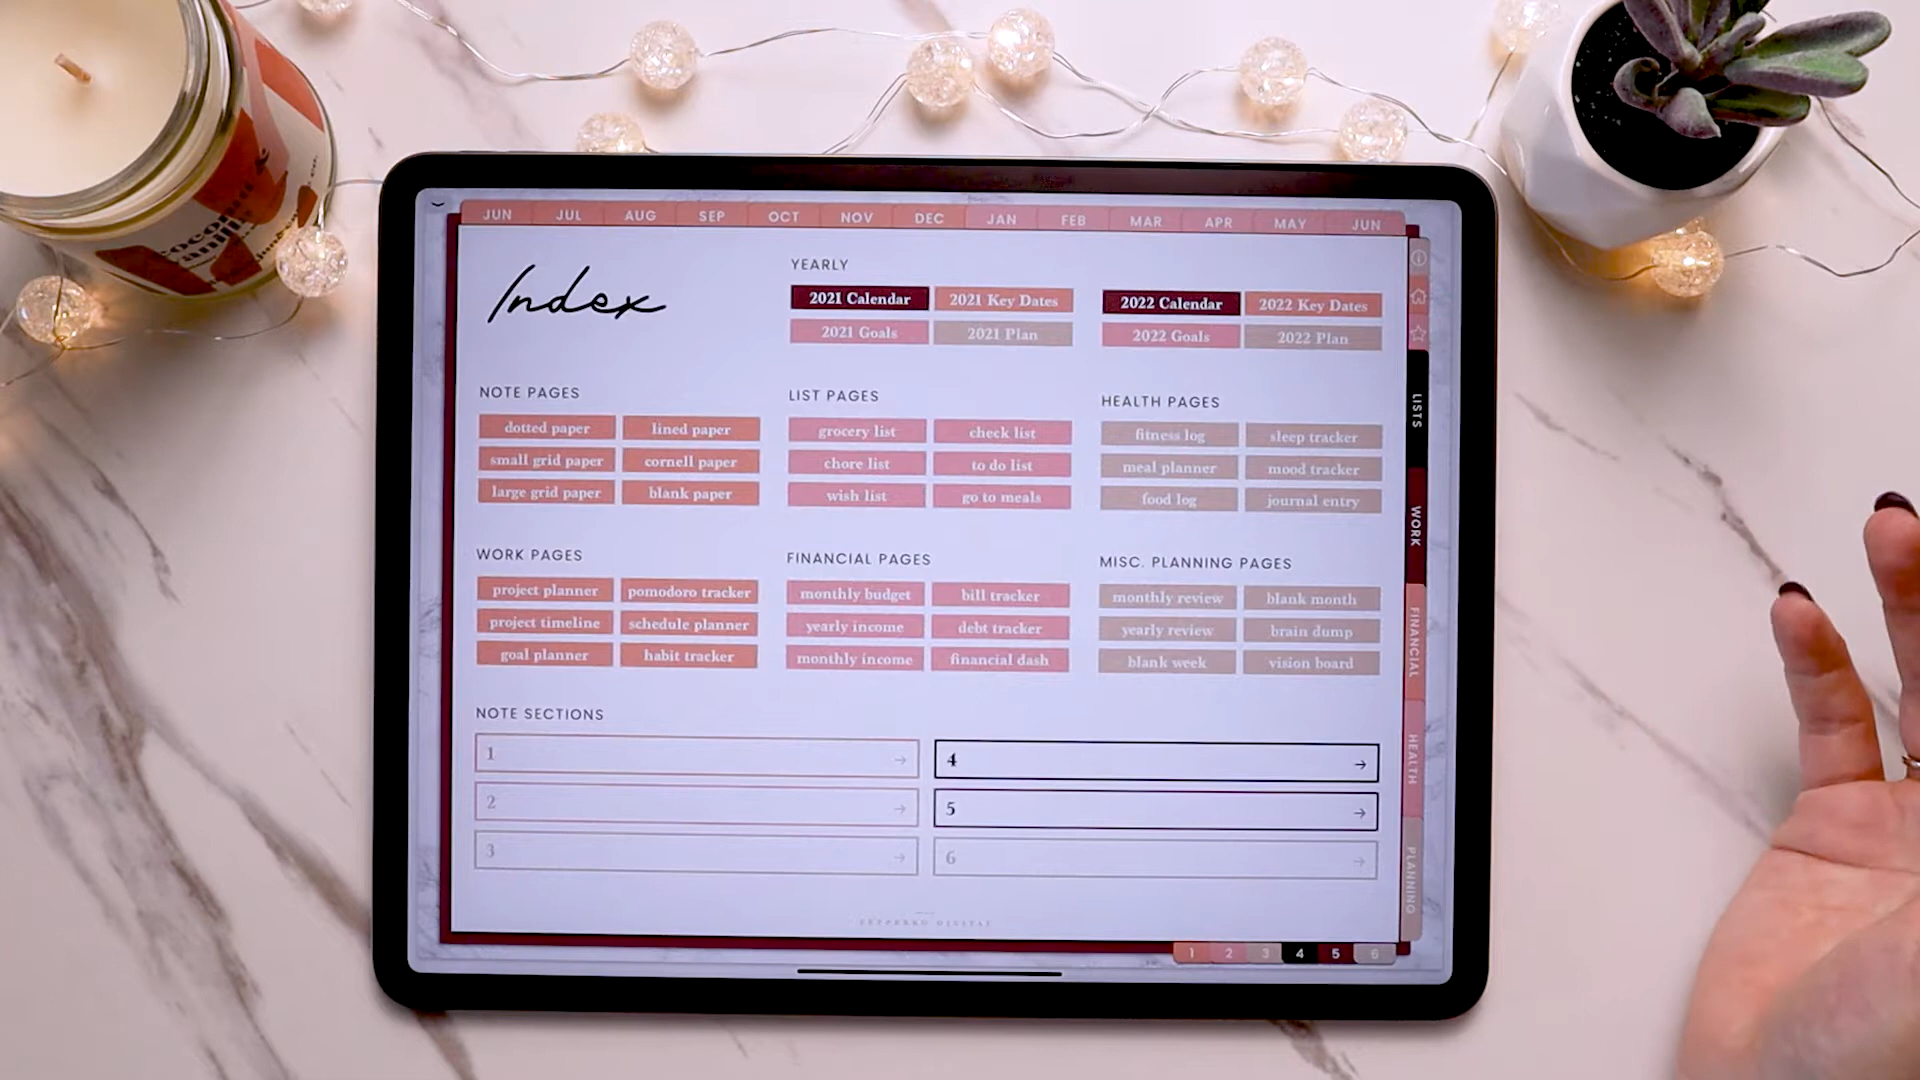 JUN JUL AUG SEP OCT NOV DEC JAN FEB MAR APR MAY JUN
Index
YEARLY
2021 Calendar 2021 Key Dates 2022 Calendar 2022 Key Dates
2021 Goals 2021 Plan 2022 Goals 2022 Plan
NOTE PAGES
dotted paper lined paper
small grid paper cornell paper
large grid paper blank paper
LIST PAGES
grocery list check list
chore list to do list
wish list go to meals
HEALTH PAGES
fitness log sleep tracker
meal planner mood tracker
food log journal entry
WORK PAGES
project planner pomodoro tracker
project timeline schedule planner
goal planner habit tracker
FINANCIAL PAGES
monthly budget bill tracker
yearly income debt tracker
monthly income financial dash
MISC. PLANNING PAGES
monthly review blank month
yearly review brain dump
blank week vision board
NOTE SECTIONS
1 → 4 →
2 → 5 →
3 → 6 →
LISTS
WORK
FINANCIAL
HEALTH
PLANNING
1 2 3 4 5 6